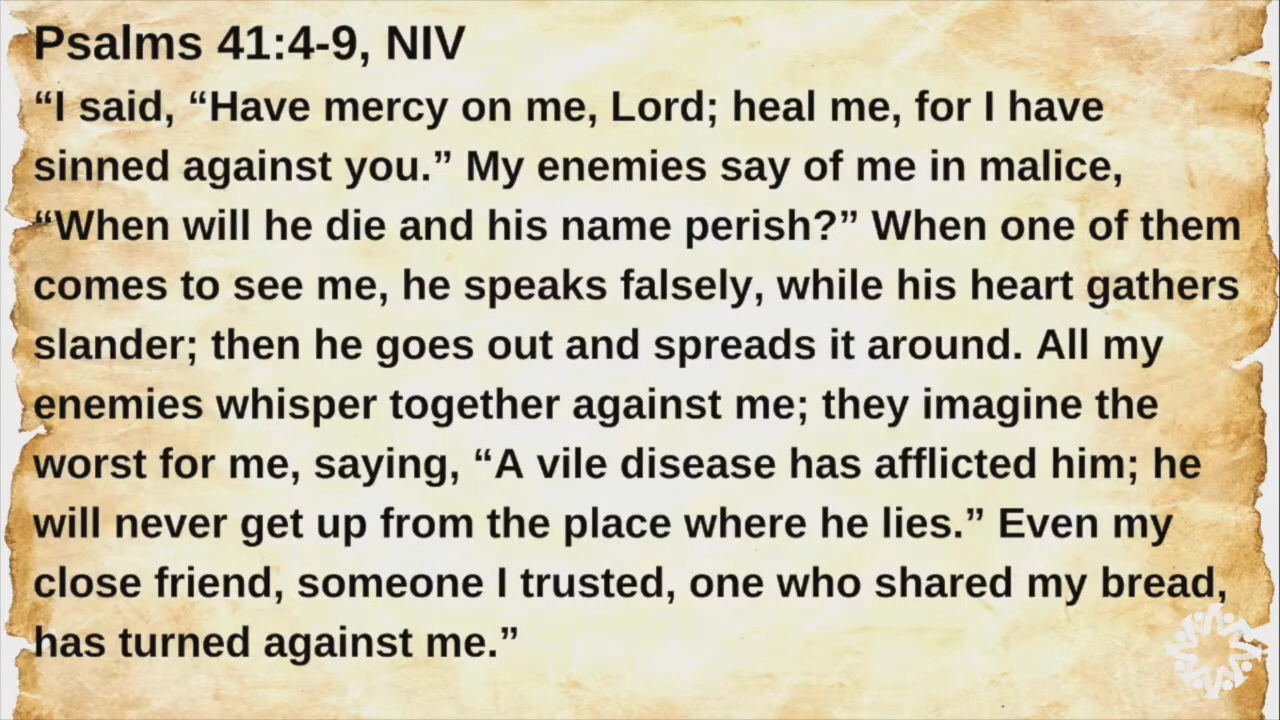 Psalms 41:4-9, NIV
“I said, “Have mercy on me, Lord; heal me, for I have
sinned against you.” My enemies say of me in malice,
“When will he die and his name perish?” When one of them
comes to see me, he speaks falsely, while his heart gathers
slander; then he goes out and spreads it around. All my
enemies whisper together against me; they imagine the
worst for me, saying, “A vile disease has afflicted him; he
will never get up from the place where he lies.” Even my
close friend, someone I trusted, one who shared my bread,
has turned against me.”